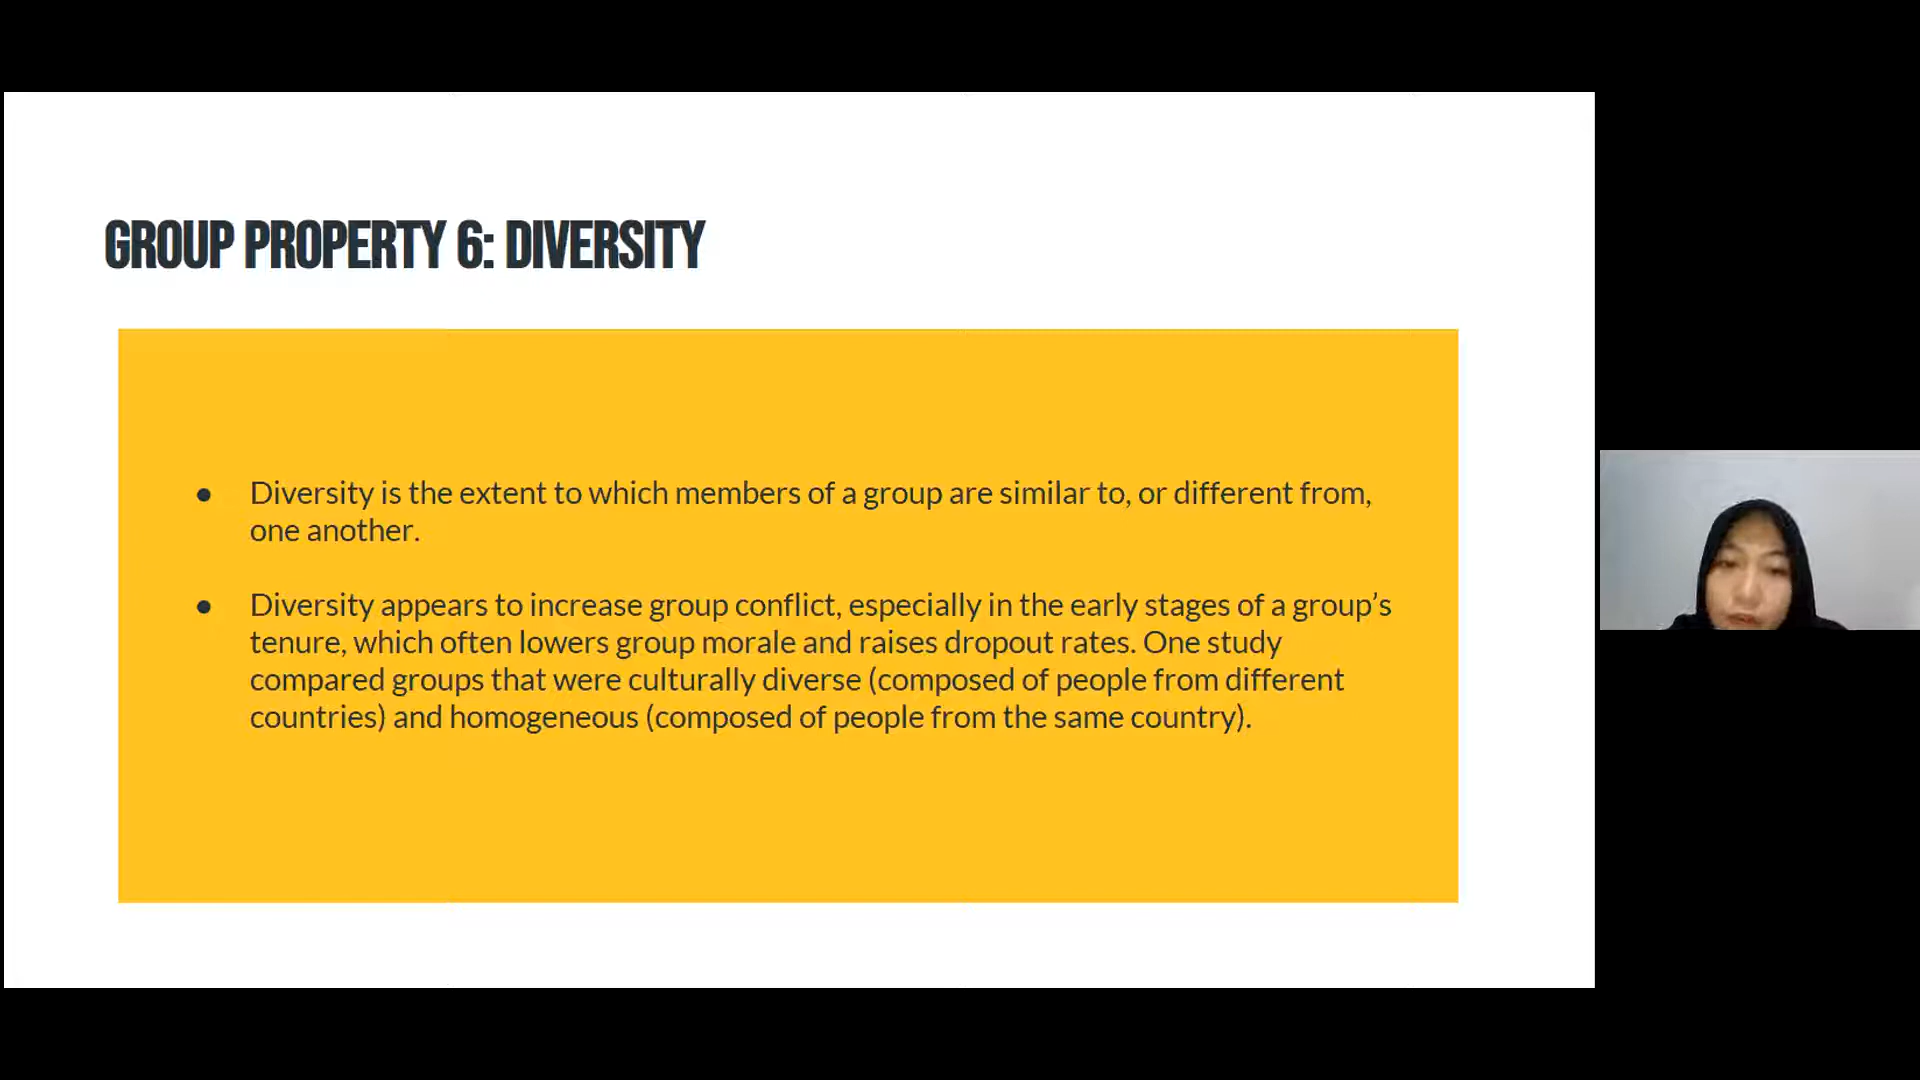 GROUP PROPERTY 6: DIVERSITY
● Diversity is the extent to which members of a group are similar to, or different from,
one another.
● Diversity appears to increase group conflict, especially in the early stages of a group’s
tenure, which often lowers group morale and raises dropout rates. One study
compared groups that were culturally diverse (composed of people from different
countries) and homogeneous (composed of people from the same country).